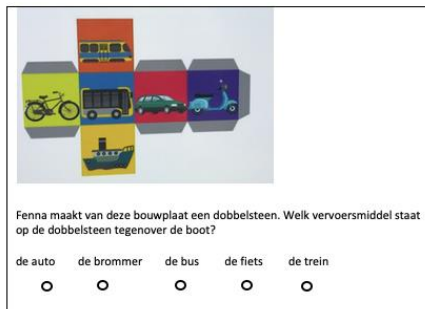 Fenna maakt van deze bouwplaat een dobbelsteen. Welk vervoersmiddel staat
op de dobbelsteen tegenover de boot?
de auto de brommer de bus de fiets de trein